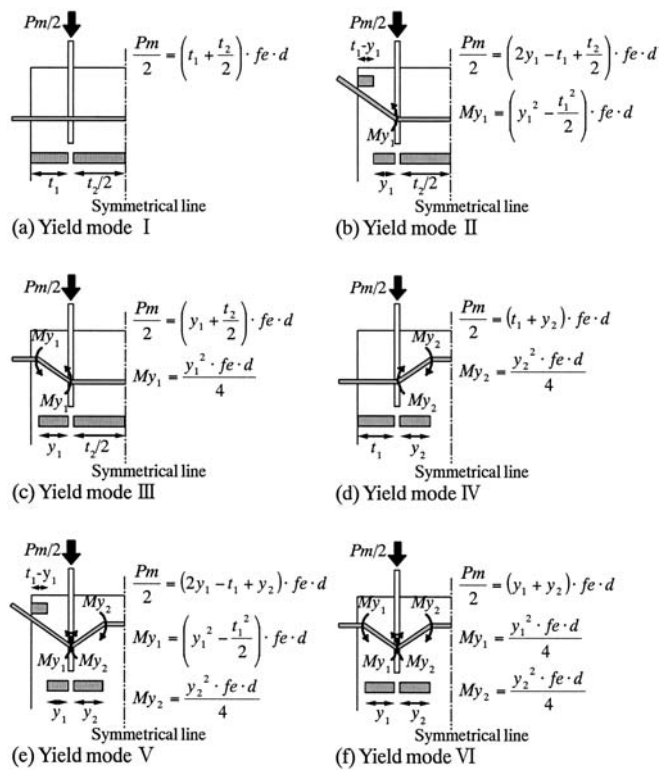 Pm/2
t₁
t₂/2
Symmetrical line
Pm/2 = (t₁ + t₂/2) · fe · d
(a) Yield mode Ⅰ
Pm/2
t₁-y₁
My₁
y₁
t₂/2
Symmetrical line
Pm/2 = (2y₁ - t₁ + t₂/2) · fe · d
My₁ = (y₁² - t₁²/2) · fe · d
(b) Yield mode Ⅱ
Pm/2
My₁
My₁
y₁
t₂/2
Symmetrical line
Pm/2 = (y₁ + t₂/2) · fe · d
My₁ = y₁² · fe · d/4
(c) Yield mode Ⅲ
Pm/2
My₂
My₂
t₁
y₂
Symmetrical line
Pm/2 = (t₁ + y₂) · fe · d
My₂ = y₂² · fe · d/4
(d) Yield mode Ⅳ
Pm/2
t₁-y₁
My₂
My₁
My₂
y₁
y₂
Symmetrical line
Pm/2 = (2y₁ - t₁ + y₂) · fe · d
My₁ = (y₁² - t₁²/2) · fe · d
My₂ = y₂² · fe · d/4
(e) Yield mode Ⅴ
Pm/2
My₁
My₂
My₁
My₂
y₁
y₂
Symmetrical line
Pm/2 = (y₁ + y₂) · fe · d
My₁ = y₁² · fe · d/4
My₂ = y₂² · fe · d/4
(f) Yield mode Ⅵ